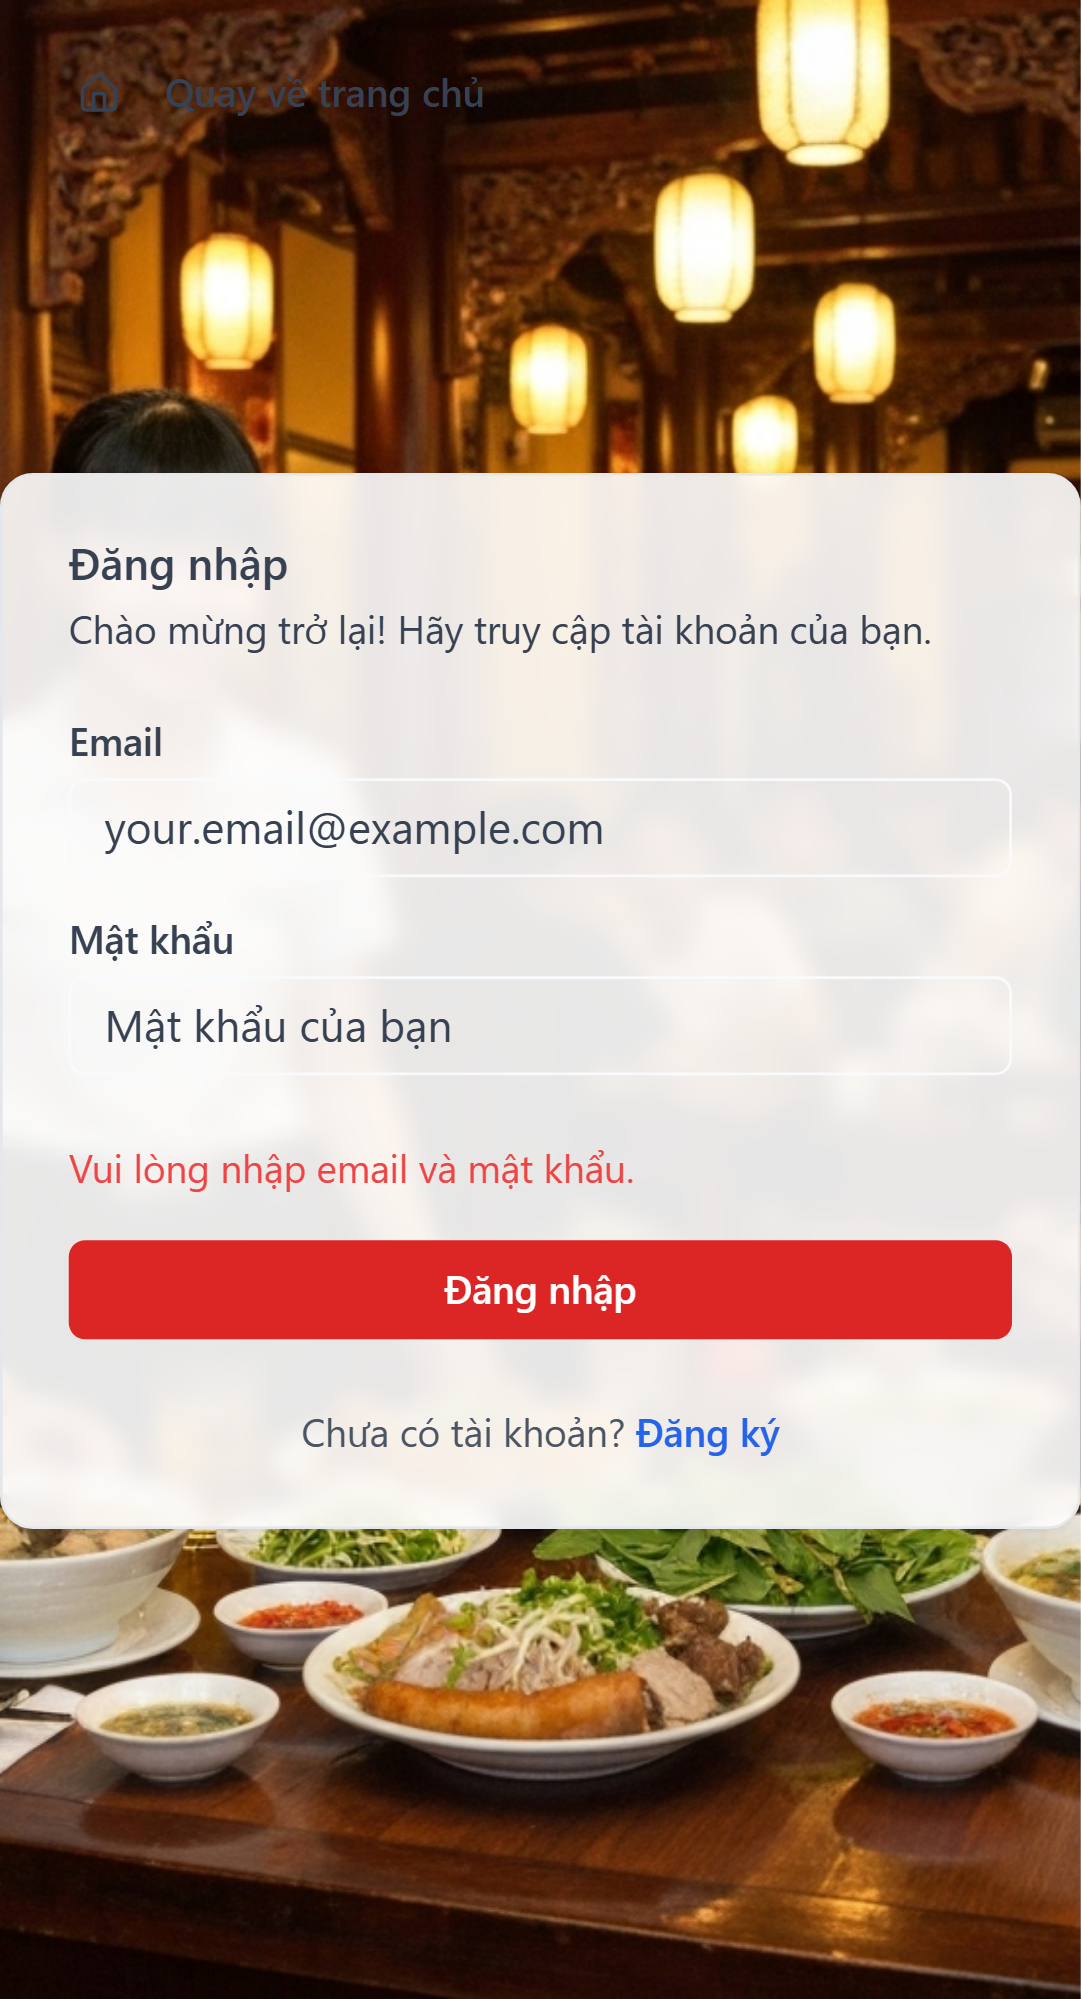 Quay về trang chủ
Đăng nhập
Chào mừng trở lại! Hãy truy cập tài khoản của bạn.
Email
your.email@example.com
Mật khẩu
Mật khẩu của bạn
Vui lòng nhập email và mật khẩu.
Đăng nhập
Chưa có tài khoản? Đăng ký